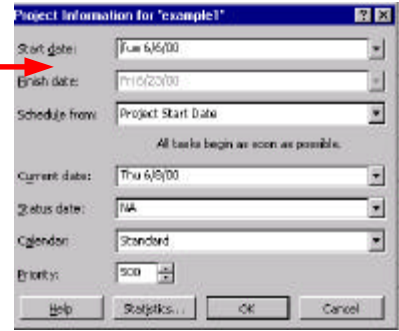 Project Information for "example1"
Start date: Tue 6/6/00
Finish date: Fri 6/23/00
Schedule from: Project Start Date
All tasks begin as soon as possible.
Current date: Thu 6/8/00
Status date: NA
Calendar: Standard
Priority: 500
Help Statistics... OK Cancel